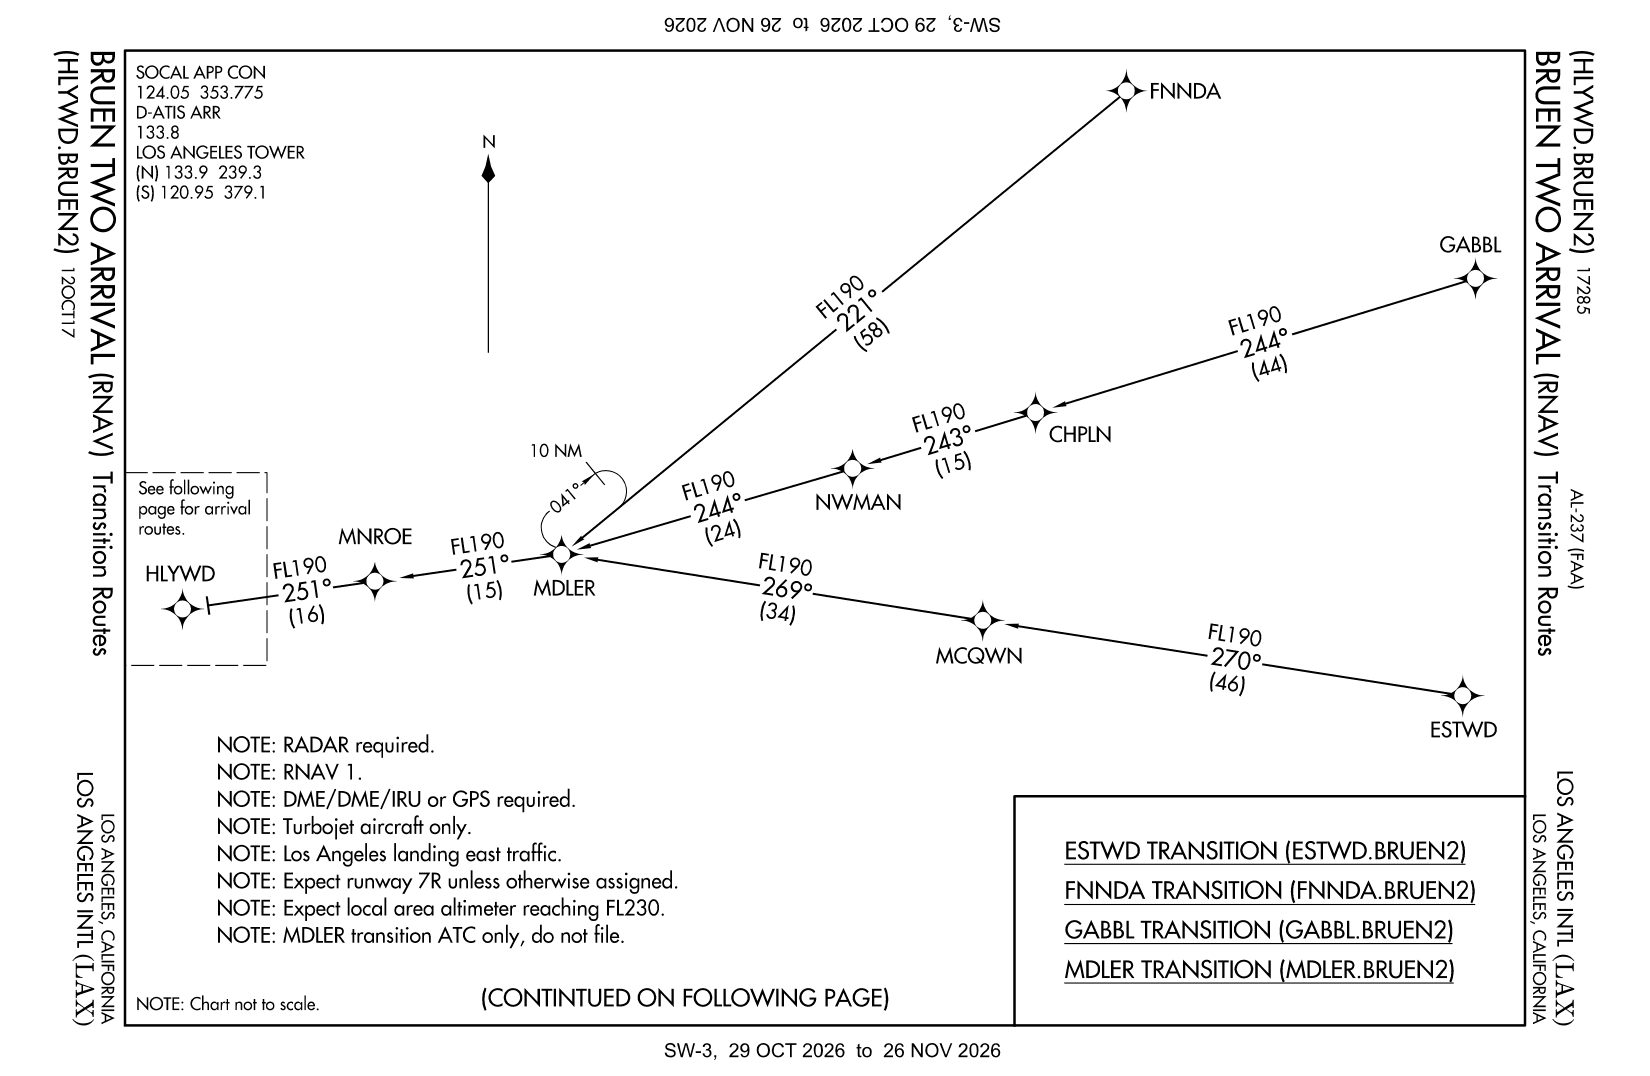 SW-3, 29 OCT 2026 to 26 NOV 2026
BRUEN TWO ARRIVAL (RNAV) Transition Routes
(HLYWD.BRUEN2) 12OCT17
LOS ANGELES, CALIFORNIA
LOS ANGELES INTL (LAX)
(HLYWD.BRUEN2) 17285
BRUEN TWO ARRIVAL (RNAV) Transition Routes
AL-237 (FAA)
LOS ANGELES INTL (LAX)
LOS ANGELES, CALIFORNIA
SOCAL APP CON
124.05 353.775
D-ATIS ARR
133.8
LOS ANGELES TOWER
(N) 133.9 239.3
(S) 120.95 379.1
N
FNNDA
FL190
221°
(58)
GABBL
FL190
244°
(44)
CHPLN
FL190
243°
(15)
NWMAN
FL190
244°
(24)
10 NM
041°
MDLER
FL190
251°
(15)
MNROE
FL190
251°
(16)
HLYWD
See following
page for arrival
routes.
FL190
269°
(34)
MCQWN
FL190
270°
(46)
ESTWD
NOTE: RADAR required.
NOTE: RNAV 1.
NOTE: DME/DME/IRU or GPS required.
NOTE: Turbojet aircraft only.
NOTE: Los Angeles landing east traffic.
NOTE: Expect runway 7R unless otherwise assigned.
NOTE: Expect local area altimeter reaching FL230.
NOTE: MDLER transition ATC only, do not file.
NOTE: Chart not to scale.
(CONTINTUED ON FOLLOWING PAGE)
ESTWD TRANSITION (ESTWD.BRUEN2)
FNNDA TRANSITION (FNNDA.BRUEN2)
GABBL TRANSITION (GABBL.BRUEN2)
MDLER TRANSITION (MDLER.BRUEN2)
SW-3, 29 OCT 2026 to 26 NOV 2026